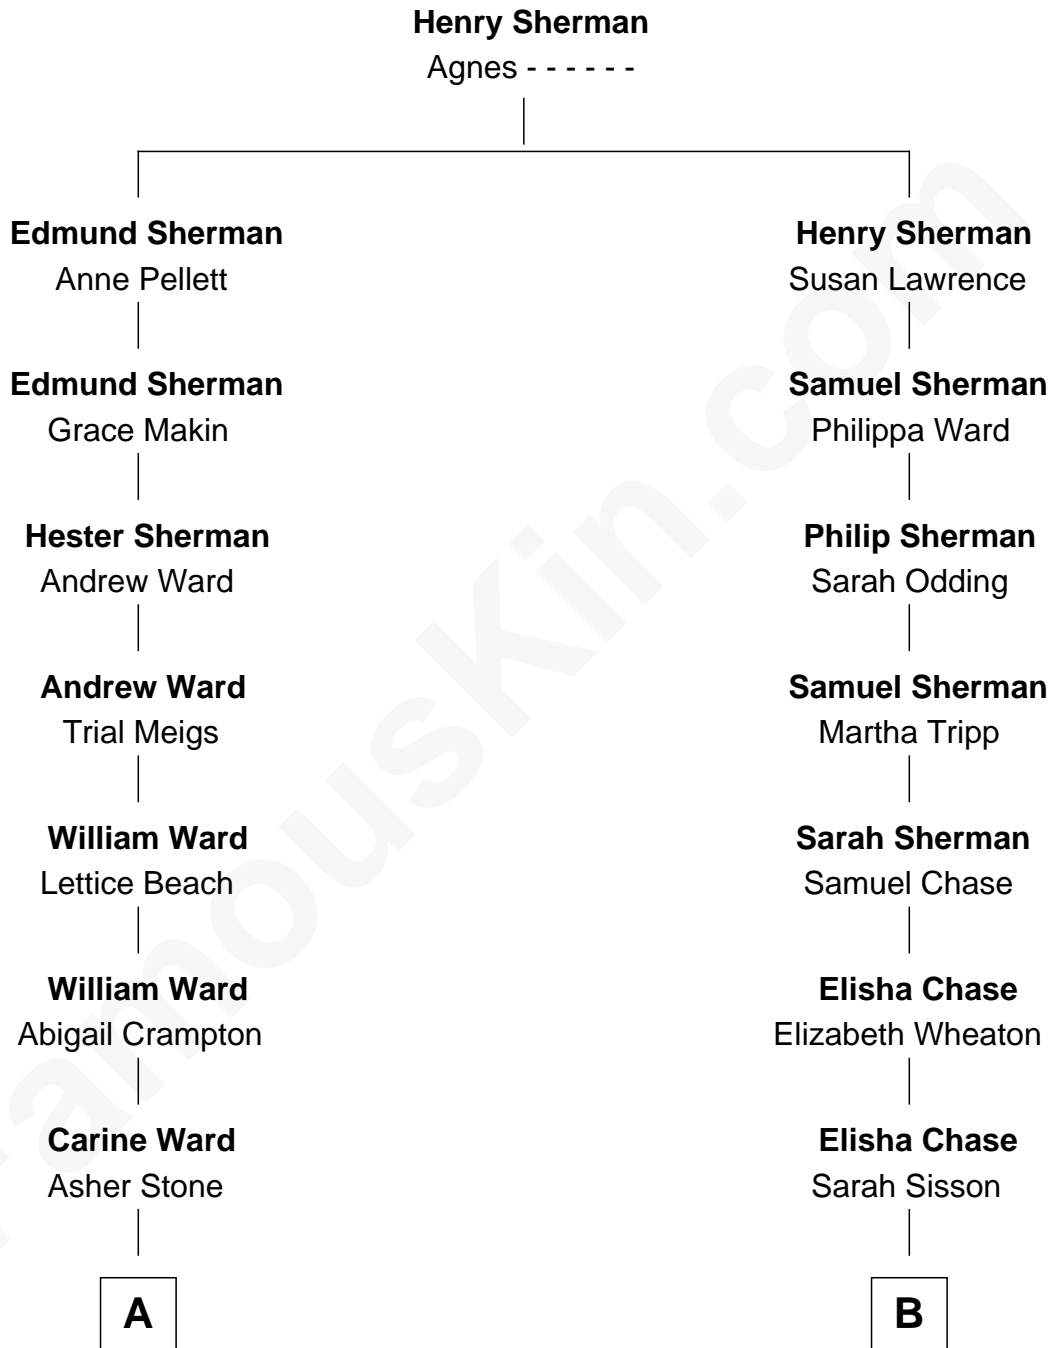 Henry Sherman
Agnes - - - - - -
Edmund Sherman
Anne Pellett
Henry Sherman
Susan Lawrence
Edmund Sherman
Grace Makin
Samuel Sherman
Philippa Ward
Hester Sherman
Andrew Ward
Philip Sherman
Sarah Odding
Andrew Ward
Trial Meigs
Samuel Sherman
Martha Tripp
William Ward
Lettice Beach
Sarah Sherman
Samuel Chase
William Ward
Abigail Crampton
Elisha Chase
Elizabeth Wheaton
Carine Ward
Asher Stone
Elisha Chase
Sarah Sisson
A
B
FamousKin.com